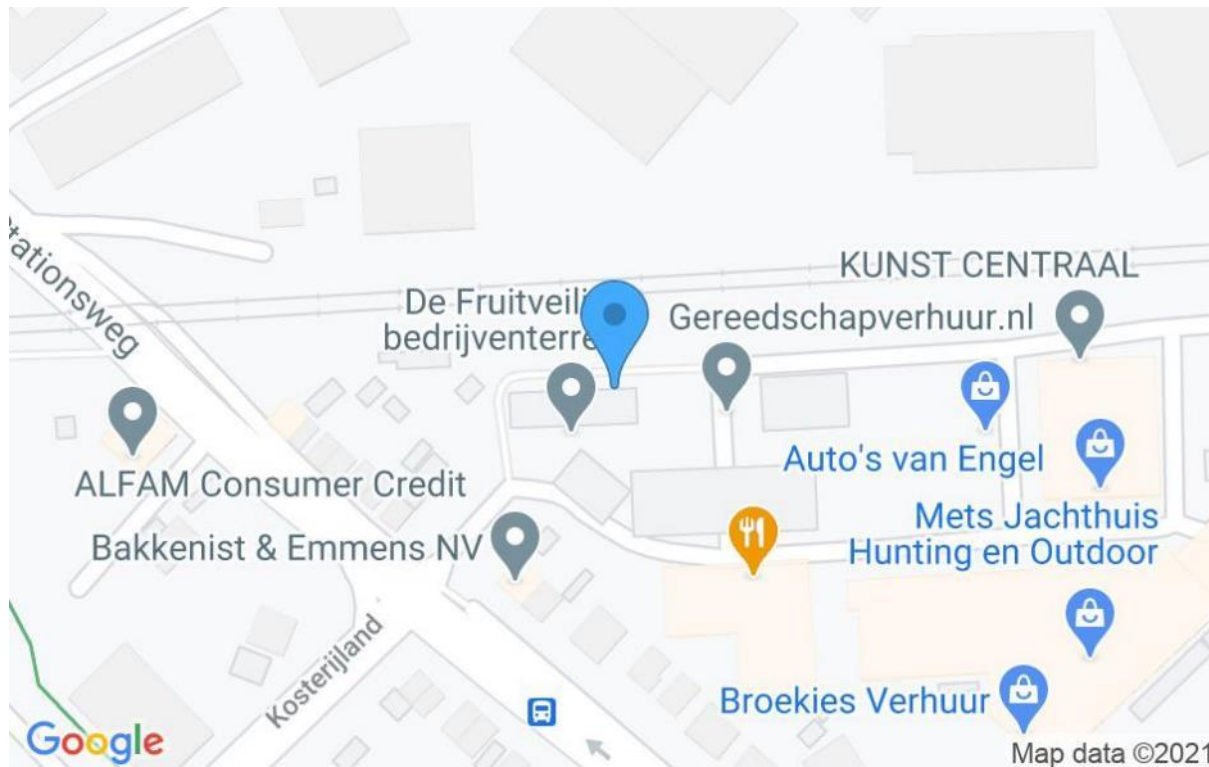 KUNST CENTRAAL
Stationsweg
De Fruitveili
bedrijventerre
Gereedschapverhuur.nl
Auto's van Engel
ALFAM Consumer Credit
Mets Jachthuis
Hunting en Outdoor
Bakkenist & Emmens NV
Kosterijland
Broekies Verhuur
Google
Map data ©2021